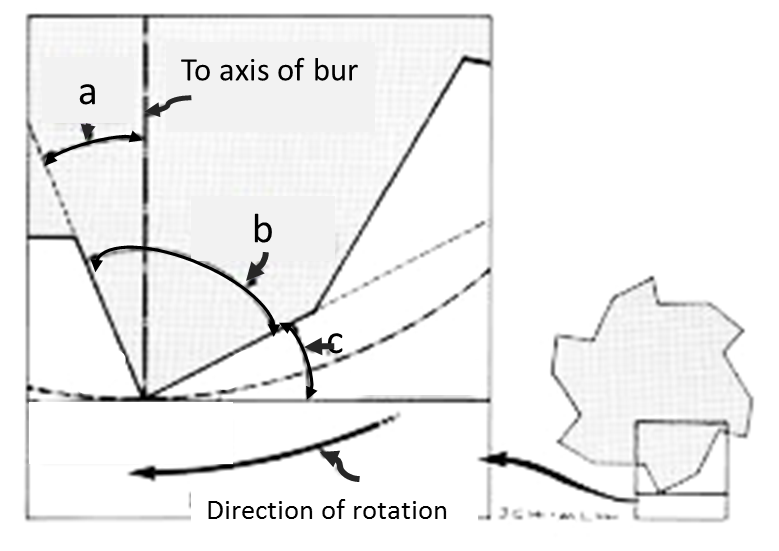 To axis of bur
a
b
c
Direction of rotation